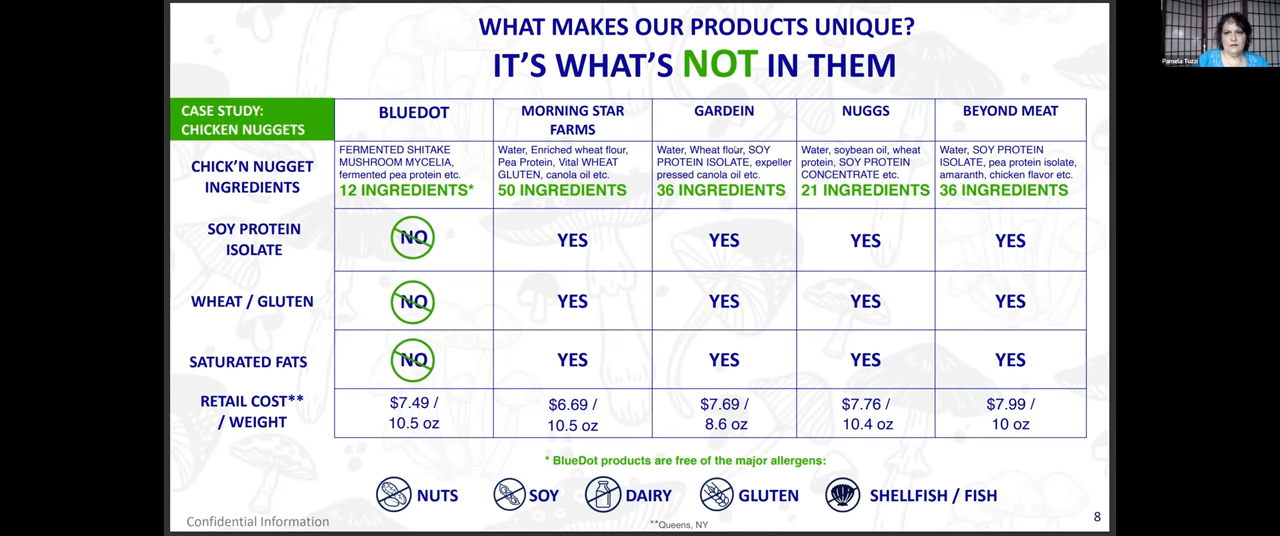 WHAT MAKES OUR PRODUCTS UNIQUE?
IT'S WHAT'S NOT IN THEM
Pamela Tuzzi
CASE STUDY:
CHICKEN NUGGETS
BLUEDOT
MORNING STAR
FARMS
GARDEIN
NUGGS
BEYOND MEAT
CHICK'N NUGGET
INGREDIENTS
FERMENTED SHITAKE
MUSHROOM MYCELIA,
fermented pea protein etc.
12 INGREDIENTS*
Water, Enriched wheat flour,
Pea Protein, Vital WHEAT
GLUTEN, canola oil etc.
50 INGREDIENTS
Water, Wheat flour, SOY
PROTEIN ISOLATE, expeller
pressed canola oil etc.
36 INGREDIENTS
Water, soybean oil, wheat
protein, SOY PROTEIN
CONCENTRATE etc.
21 INGREDIENTS
Water, SOY PROTEIN
ISOLATE, pea protein isolate,
amaranth, chicken flavor etc.
36 INGREDIENTS
SOY PROTEIN
ISOLATE
NO
YES
YES
YES
YES
WHEAT / GLUTEN
NO
YES
YES
YES
YES
SATURATED FATS
NO
YES
YES
YES
YES
RETAIL COST**
/ WEIGHT
$7.49 /
10.5 oz
$6.69 /
10.5 oz
$7.69 /
8.6 oz
$7.76 /
10.4 oz
$7.99 /
10 oz
* BlueDot products are free of the major allergens:
NUTS
SOY
DAIRY
GLUTEN
SHELLFISH / FISH
Confidential Information
**Queens, NY
8